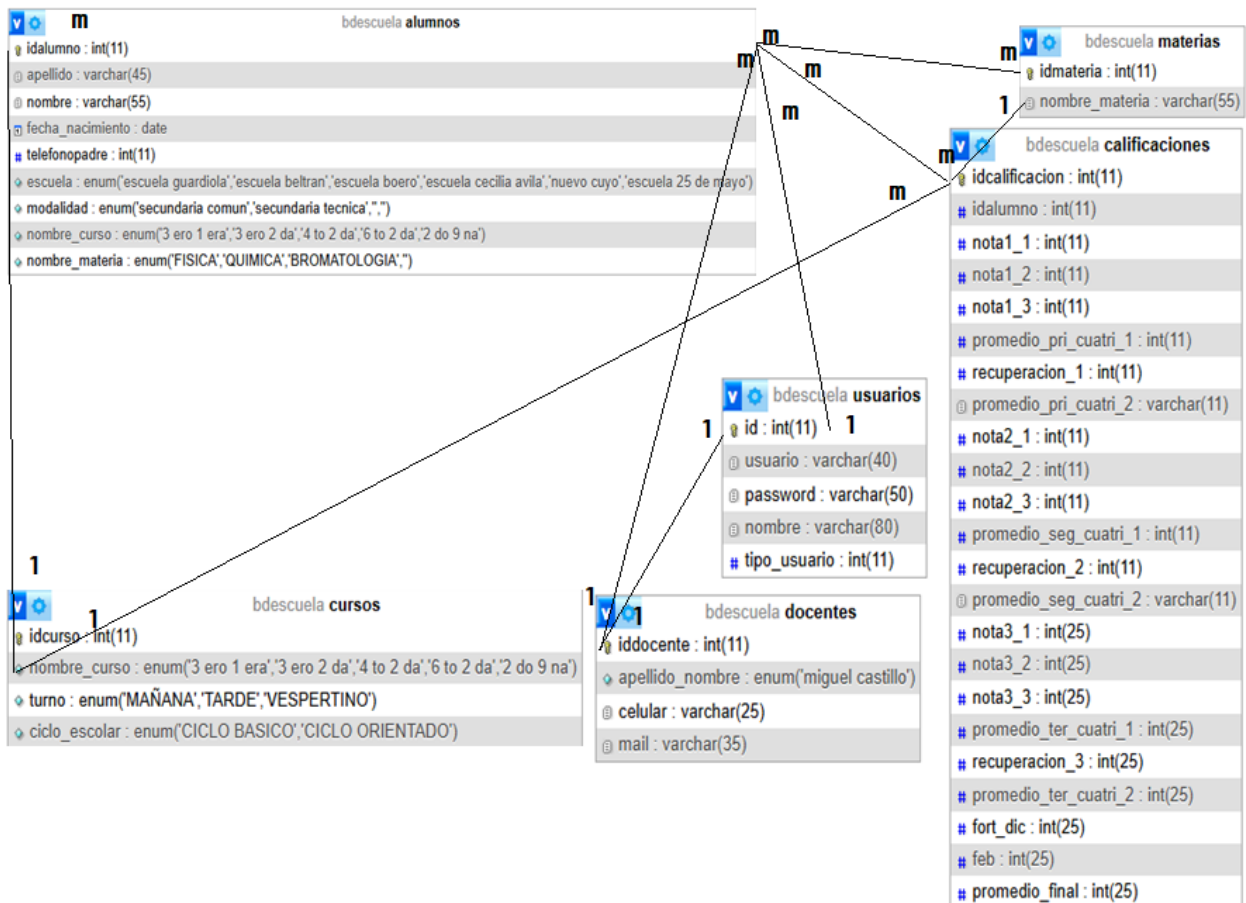 m
bdescuela alumnos
idalumno : int(11)
apellido : varchar(45)
nombre : varchar(55)
fecha_nacimiento : date
telefonopadre : int(11)
escuela : enum('escuela guardiola','escuela beltran','escuela boero','escuela cecilia avila','nuevo cuyo','escuela 25 de mayo')
modalidad : enum('secundaria comun','secundaria tecnica','','')
nombre_curso : enum('3 ero 1 era','3 ero 2 da','4 to 2 da','6 to 2 da','2 do 9 na')
nombre_materia : enum('FISICA','QUIMICA','BROMATOLOGIA','')
m
m
m
m
m
bdescuela materias
idmateria : int(11)
nombre_materia : varchar(55)
1
m
m
bdescuela calificaciones
idcalificacion : int(11)
idalumno : int(11)
nota1_1 : int(11)
nota1_2 : int(11)
nota1_3 : int(11)
promedio_pri_cuatri_1 : int(11)
recuperacion_1 : int(11)
promedio_pri_cuatri_2 : varchar(11)
nota2_1 : int(11)
nota2_2 : int(11)
nota2_3 : int(11)
promedio_seg_cuatri_1 : int(11)
recuperacion_2 : int(11)
promedio_seg_cuatri_2 : varchar(11)
nota3_1 : int(25)
nota3_2 : int(25)
nota3_3 : int(25)
promedio_ter_cuatri_1 : int(25)
recuperacion_3 : int(25)
promedio_ter_cuatri_2 : int(25)
fort_dic : int(25)
feb : int(25)
promedio_final : int(25)
bdescuela usuarios
1
id : int(11)
1
usuario : varchar(40)
password : varchar(50)
nombre : varchar(80)
tipo_usuario : int(11)
1
bdescuela cursos
1
idcurso : int(11)
nombre_curso : enum('3 ero 1 era','3 ero 2 da','4 to 2 da','6 to 2 da','2 do 9 na')
turno : enum('MAÑANA','TARDE','VESPERTINO')
ciclo_escolar : enum('CICLO BASICO','CICLO ORIENTADO')
1
1
bdescuela docentes
iddocente : int(11)
apellido_nombre : enum('miguel castillo')
celular : varchar(25)
mail : varchar(35)